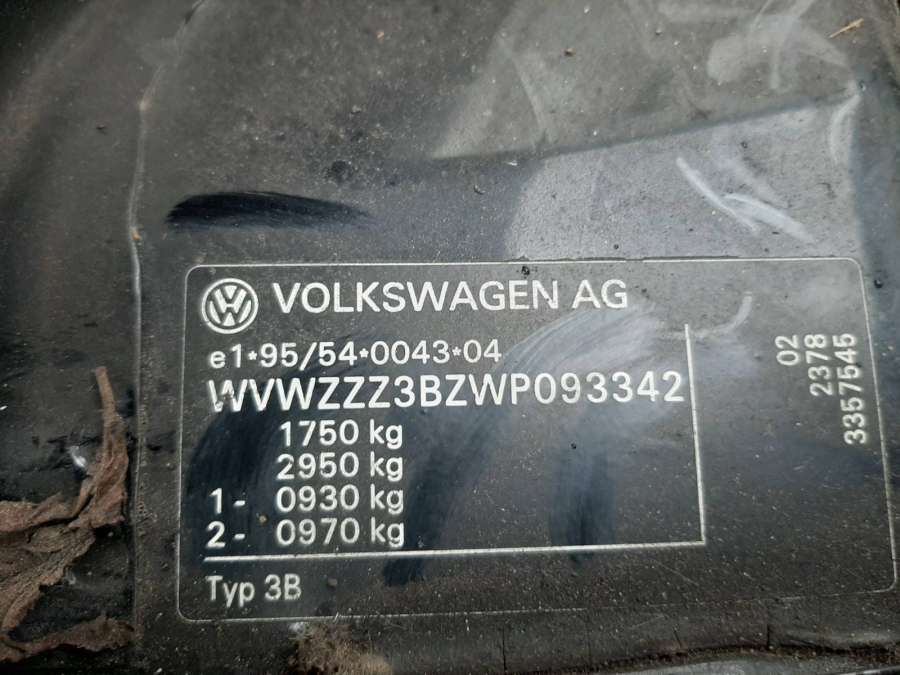 VOLKSWAGEN AG
e1*95/54*0043*04
WVWZZZ3BZWP093342
1750 kg
2950 kg
1- 0930 kg
2- 0970 kg
Typ 3B
02
2378
3357545